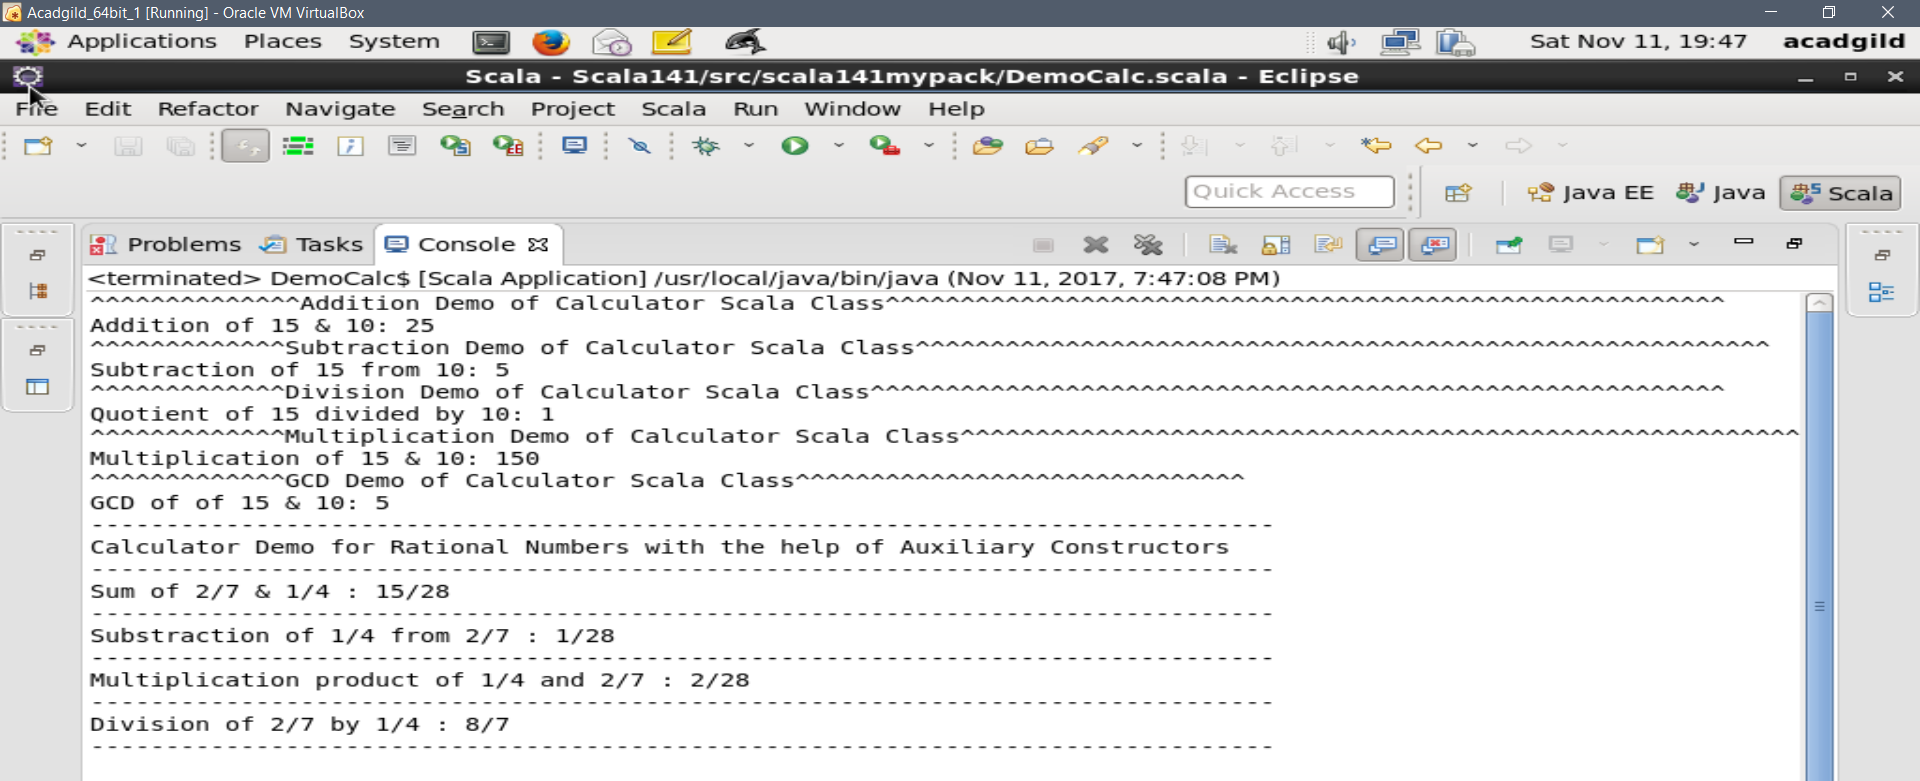 Acadgild_64bit_1 [Running] - Oracle VM VirtualBox
Applications Places System Sat Nov 11, 19:47 acadgild
Scala - Scala141/src/scala141mypack/DemoCalc.scala - Eclipse
File Edit Refactor Navigate Search Project Scala Run Window Help
Quick Access Java EE Java Scala
Problems Tasks Console
<terminated> DemoCalc$ [Scala Application] /usr/local/java/bin/java (Nov 11, 2017, 7:47:08 PM)
^^^^^^^^^^^^^^Addition Demo of Calculator Scala Class^^^^^^^^^^^^^^^^^^^^^^^^^^^^^^^^^^^^^^^^^^^^^^^^^^^^^^^^
Addition of 15 & 10: 25
^^^^^^^^^^^^^Subtraction Demo of Calculator Scala Class^^^^^^^^^^^^^^^^^^^^^^^^^^^^^^^^^^^^^^^^^^^^^^^^^^^^^^^^^
Subtraction of 15 from 10: 5
^^^^^^^^^^^^^Division Demo of Calculator Scala Class^^^^^^^^^^^^^^^^^^^^^^^^^^^^^^^^^^^^^^^^^^^^^^^^^^^^^^^^^
Quotient of 15 divided by 10: 1
^^^^^^^^^^^^^Multiplication Demo of Calculator Scala Class^^^^^^^^^^^^^^^^^^^^^^^^^^^^^^^^^^^^^^^^^^^^^^^^^^^^^^^^
Multiplication of 15 & 10: 150
^^^^^^^^^^^^^GCD Demo of Calculator Scala Class^^^^^^^^^^^^^^^^^^^^^^^^^^^^^^
GCD of of 15 & 10: 5
-------------------------------------------------------------------------------
Calculator Demo for Rational Numbers with the help of Auxiliary Constructors
-------------------------------------------------------------------------------
Sum of 2/7 & 1/4 : 15/28
-------------------------------------------------------------------------------
Substraction of 1/4 from 2/7 : 1/28
-------------------------------------------------------------------------------
Multiplication product of 1/4 and 2/7 : 2/28
-------------------------------------------------------------------------------
Division of 2/7 by 1/4 : 8/7
-------------------------------------------------------------------------------